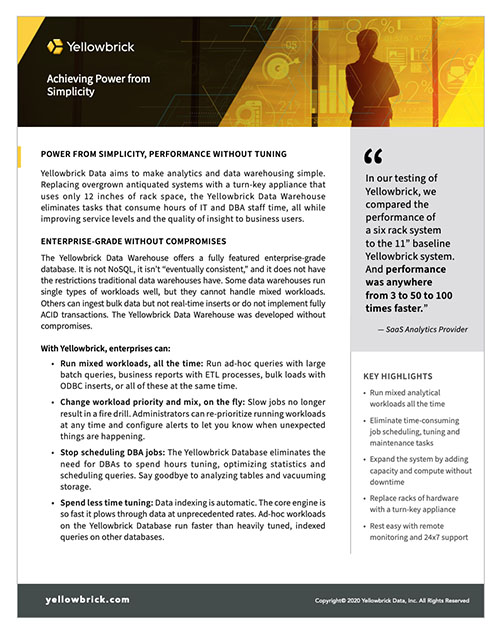 Yellowbrick
Achieving Power from
Simplicity
POWER FROM SIMPLICITY, PERFORMANCE WITHOUT TUNING
Yellowbrick Data aims to make analytics and data warehousing simple.
Replacing overgrown antiquated systems with a turn-key appliance that
uses only 12 inches of rack space, the Yellowbrick Data Warehouse
eliminates tasks that consume hours of IT and DBA staff time, all while
improving service levels and the quality of insight to business users.
ENTERPRISE-GRADE WITHOUT COMPROMISES
The Yellowbrick Data Warehouse offers a fully featured enterprise-grade
database. It is not NoSQL, it isn't "eventually consistent," and it does not have
the restrictions traditional data warehouses have. Some data warehouses run
single types of workloads well, but they cannot handle mixed workloads.
Others can ingest bulk data but not real-time inserts or do not implement fully
ACID transactions. The Yellowbrick Data Warehouse was developed without
compromises.
With Yellowbrick, enterprises can:
• Run mixed workloads, all the time: Run ad-hoc queries with large
batch queries, business reports with ETL processes, bulk loads with
ODBC inserts, or all of these at the same time.
• Change workload priority and mix, on the fly: Slow jobs no longer
result in a fire drill. Administrators can re-prioritize running workloads
at any time and configure alerts to let you know when unexpected
things are happening.
• Stop scheduling DBA jobs: The Yellowbrick Database eliminates the
need for DBAs to spend hours tuning, optimizing statistics and
scheduling queries. Say goodbye to analyzing tables and vacuuming
storage.
• Spend less time tuning: Data indexing is automatic. The core engine is
so fast it plows through data at unprecedented rates. Ad-hoc workloads
on the Yellowbrick Database run faster than heavily tuned, indexed
queries on other databases.
“
In our testing of
Yellowbrick, we
compared the
performance of
a six rack system
to the 11” baseline
Yellowbrick system.
And performance
was anywhere
from 3 to 50 to 100
times faster.”
— SaaS Analytics Provider
KEY HIGHLIGHTS
• Run mixed analytical
workloads all the time
• Eliminate time-consuming
job scheduling, tuning and
maintenance tasks
• Expand the system by adding
capacity and compute without
downtime
• Replace racks of hardware
with a turn-key appliance
• Rest easy with remote
monitoring and 24x7 support
yellowbrick.com
Copyright© 2020 Yellowbrick Data, Inc. All Rights Reserved